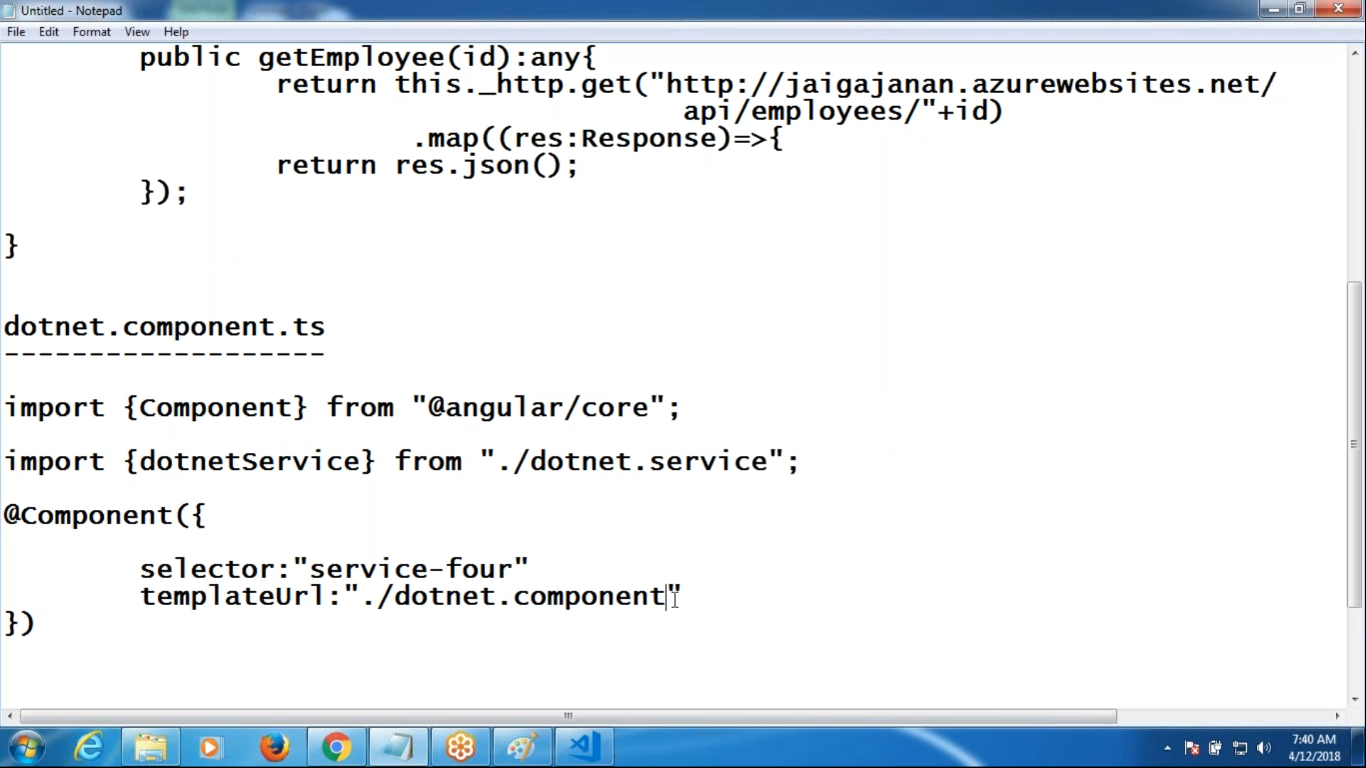 Untitled - Notepad
File Edit Format View Help
public getEmployee(id):any{
return this._http.get("http://jaigajanan.azurewebsites.net/
api/employees/"+id)
.map((res:Response)=>{
return res.json();
});
}
dotnet.component.ts
-------------------
import {Component} from "@angular/core";
import {dotnetService} from "./dotnet.service";
@Component({
selector:"service-four"
templateUrl:"./dotnet.component"
})
7:40 AM
4/12/2018